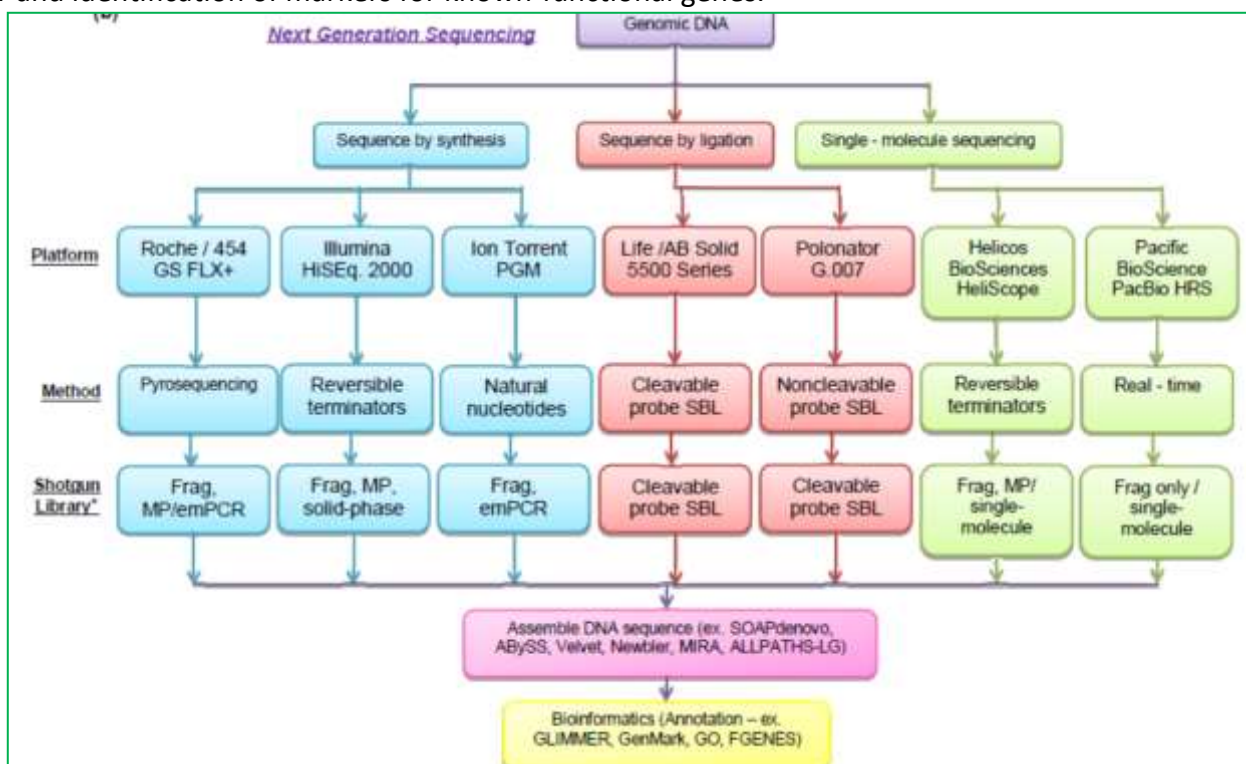 and identification of markers for known functional genes.
(b)
Next Generation Sequencing
Genomic DNA
Sequence by synthesis
Sequence by ligation
Single - molecule sequencing
Platform
Roche / 454
GS FLX+
Illumina
HiSEq. 2000
Ion Torrent
PGM
Life /AB Solid
5500 Series
Polonator
G.007
Helicos
BioSciences
HeliScope
Pacific
BioScience
PacBio HRS
Method
Pyrosequencing
Reversible
terminators
Natural
nucleotides
Cleavable
probe SBL
Noncleavable
probe SBL
Reversible
terminators
Real - time
Shotgun
Library*
Frag,
MP/emPCR
Frag, MP,
solid-phase
Frag,
emPCR
Cleavable
probe SBL
Cleavable
probe SBL
Frag, MP/
single-
molecule
Frag only /
single-
molecule
Assemble DNA sequence (ex. SOAPdenovo,
ABySS, Velvet, Newbler, MIRA, ALLPATHS-LG)
Bioinformatics (Annotation – ex.
GLIMMER, GenMark, GO, FGENES)